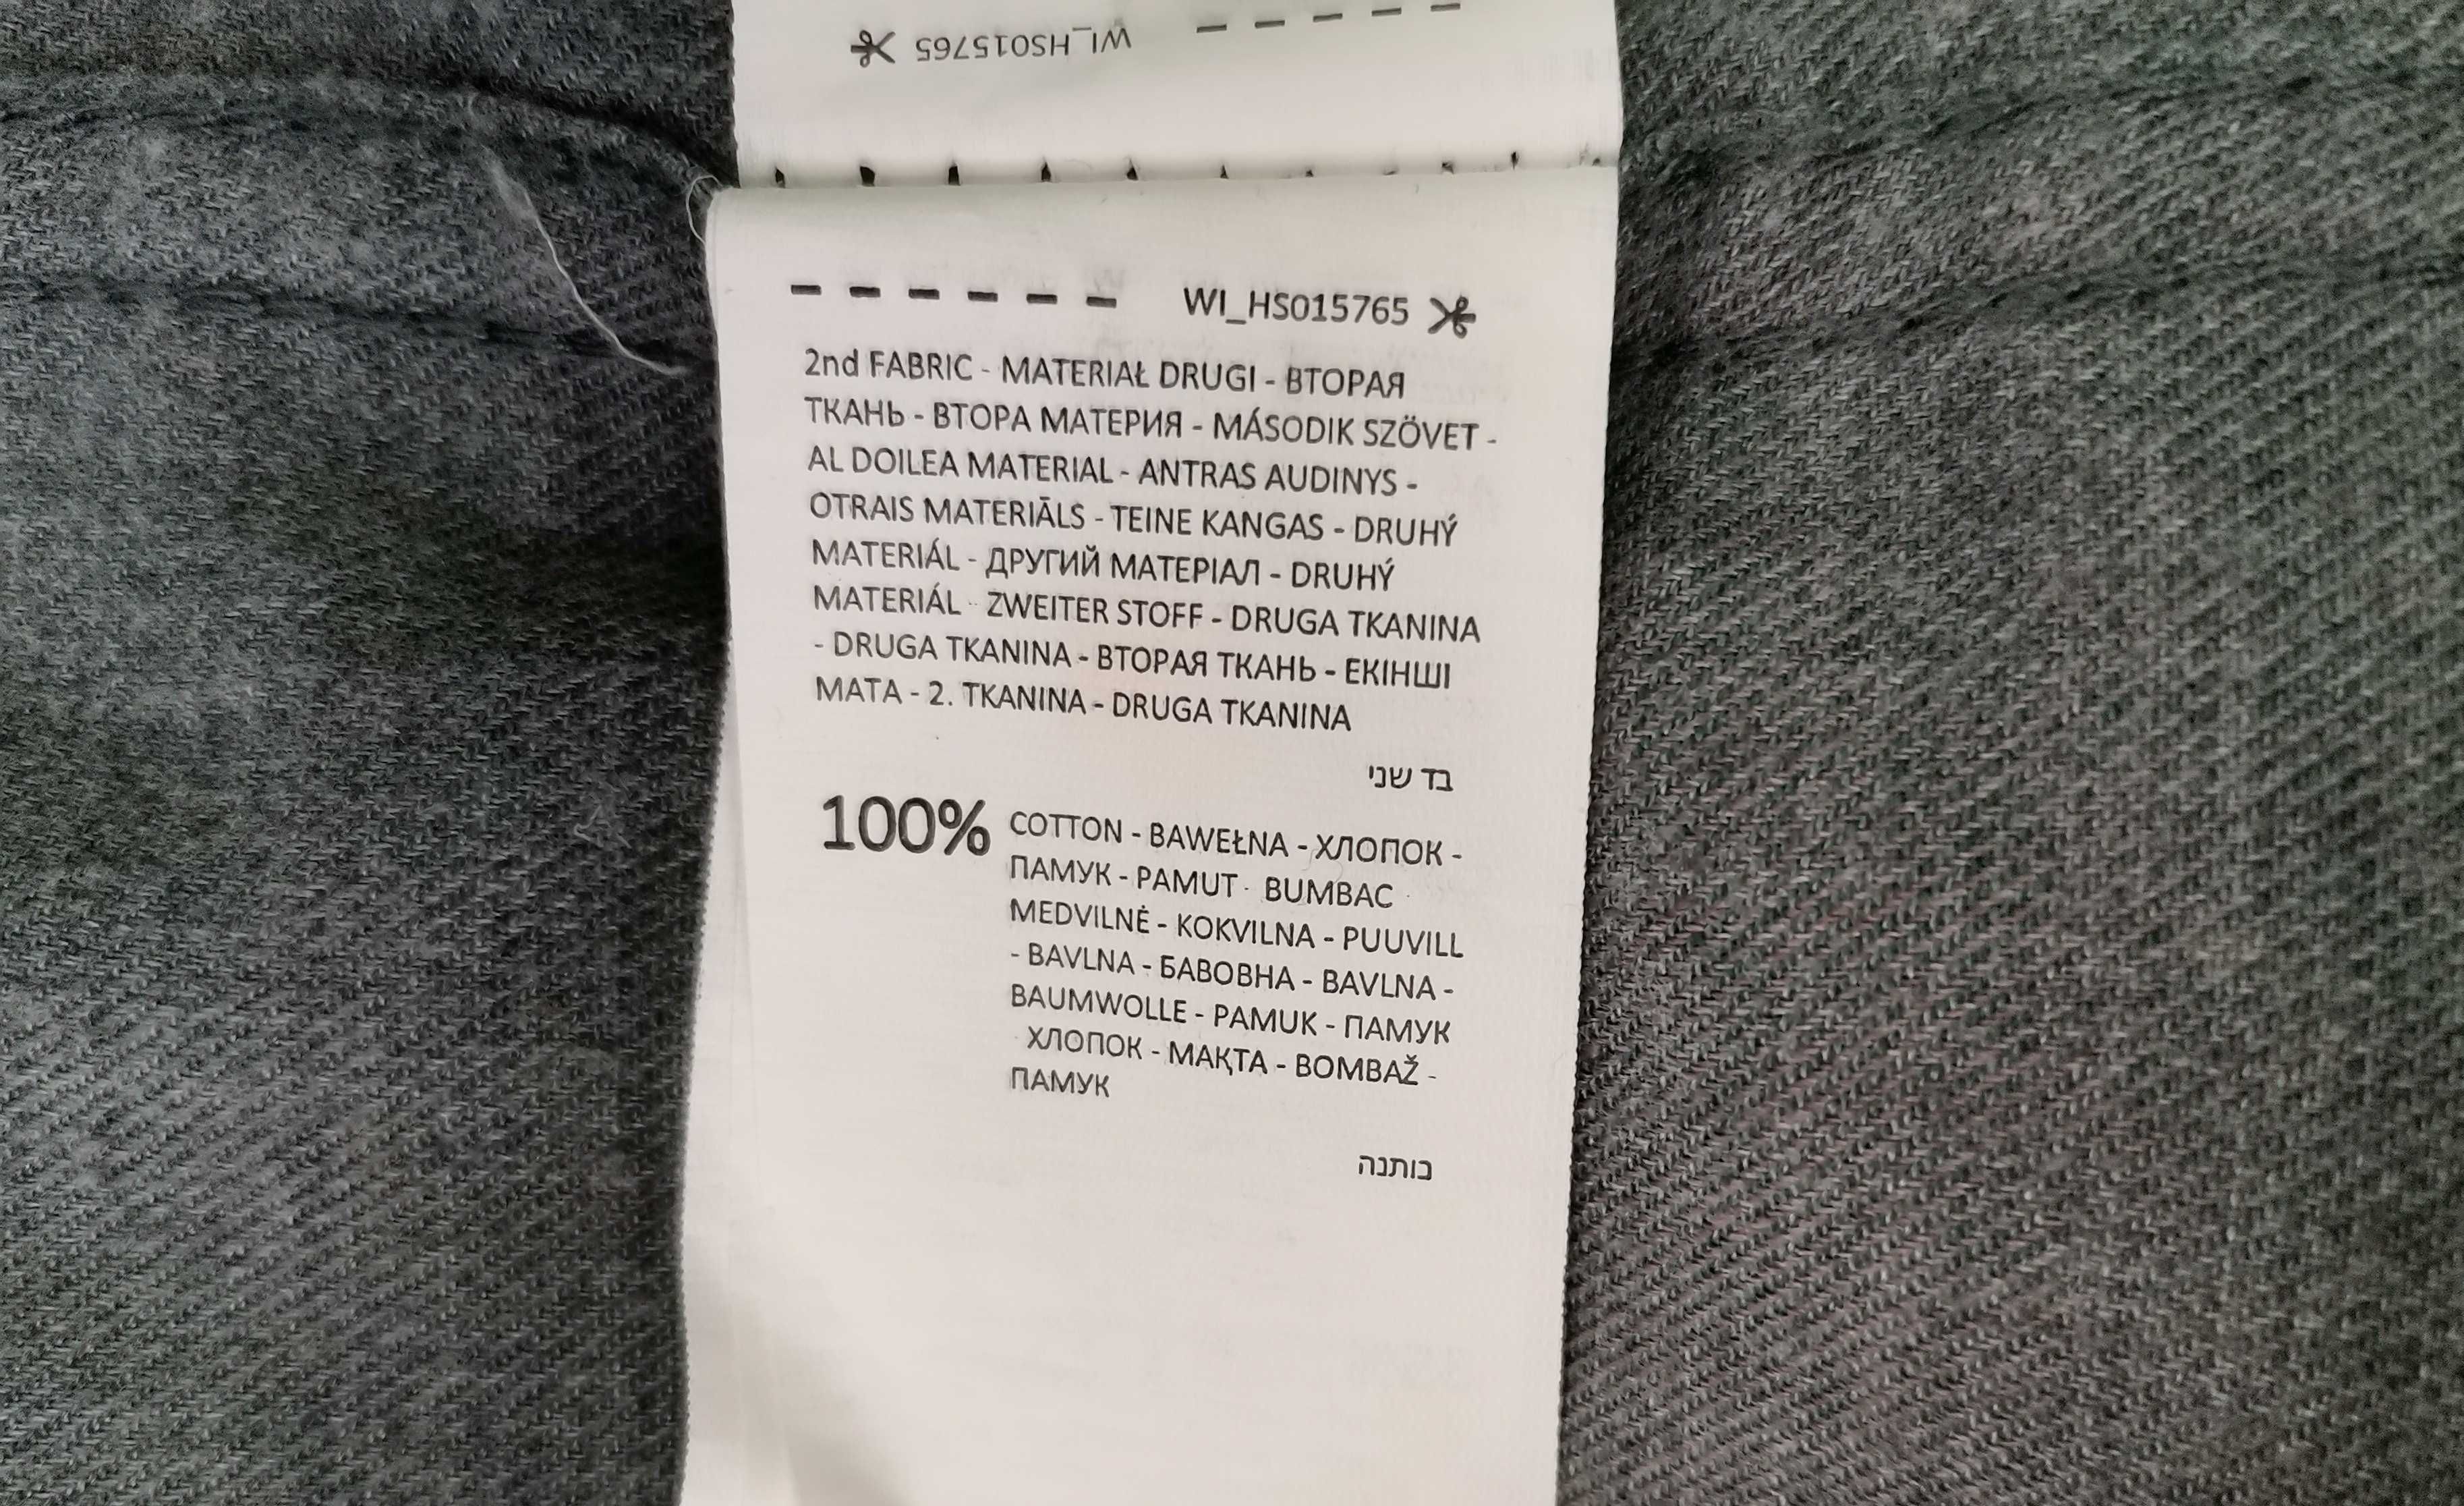 WI_HS015765
WI_HS015765
2nd FABRIC - MATERIAŁ DRUGI - ВТОРАЯ
ТКАНЬ - ВТОРА МАТЕРИЯ - MÁSODIK SZÖVET -
AL DOILEA MATERIAL - ANTRAS AUDINYS -
OTRAIS MATERIĀLS - TEINE KANGAS - DRUHÝ
MATERIÁL - ДРУГИЙ МАТЕРІАЛ - DRUHÝ
MATERIÁL - ZWEITER STOFF - DRUGA TKANINA
- DRUGA TKANINA - ВТОРАЯ ТКАНЬ - ЕКІНШІ
МАТА - 2. TKANINA - DRUGA TKANINA
בד שני
100% COTTON - BAWEŁNA - ХЛОПОК -
ПАМУК - PAMUT - BUMBAC -
MEDVILNĖ - KOKVILNA - PUUVILL
- BAVLNA - БАВОВНА - BAVLNA -
BAUMWOLLE - PAMUK - ПАМУК
- ХЛОПОК - МАҚТА - BOMBAŽ -
ПАМУК
כותנה